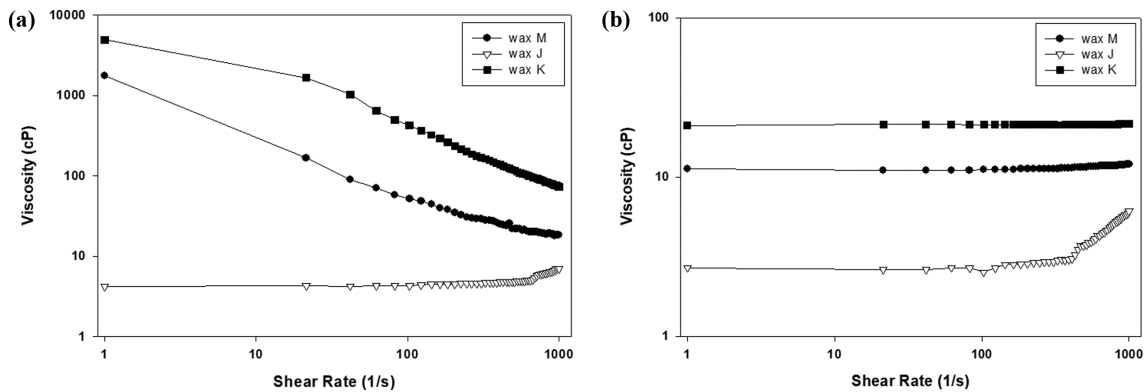 (a)
10000
1000
100
10
1
Viscosity (cP)
1
10
100
1000
Shear Rate (1/s)
wax M
wax J
wax K
(b)
100
10
1
Viscosity (cP)
1
10
100
1000
Shear Rate (1/s)
wax M
wax J
wax K